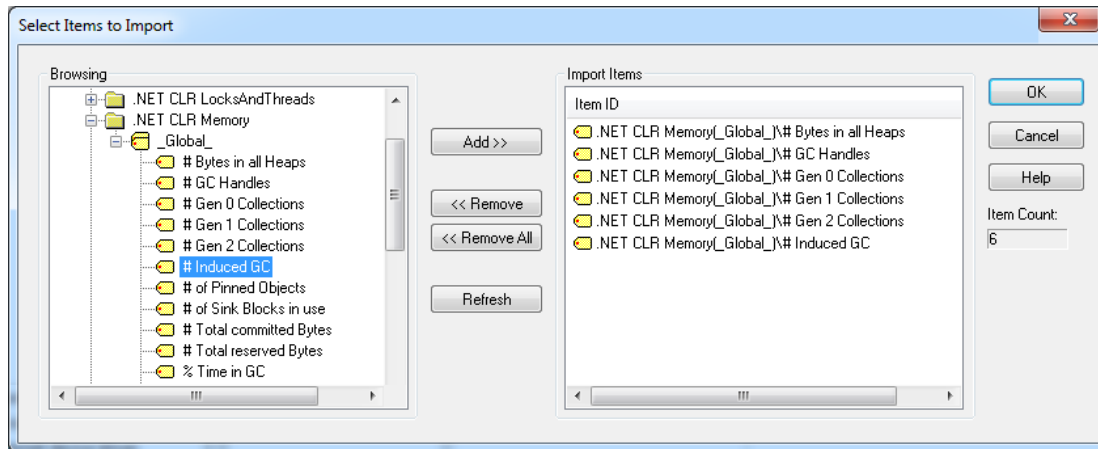 Select Items to Import
Browsing
.NET CLR LocksAndThreads
.NET CLR Memory
_Global_
# Bytes in all Heaps
# GC Handles
# Gen 0 Collections
# Gen 1 Collections
# Gen 2 Collections
# Induced GC
# of Pinned Objects
# of Sink Blocks in use
# Total committed Bytes
# Total reserved Bytes
% Time in GC
Add >>
<< Remove
<< Remove All
Refresh
Import Items
Item ID
.NET CLR Memory(_Global_)\# Bytes in all Heaps
.NET CLR Memory(_Global_)\# GC Handles
.NET CLR Memory(_Global_)\# Gen 0 Collections
.NET CLR Memory(_Global_)\# Gen 1 Collections
.NET CLR Memory(_Global_)\# Gen 2 Collections
.NET CLR Memory(_Global_)\# Induced GC
OK
Cancel
Help
Item Count:
6